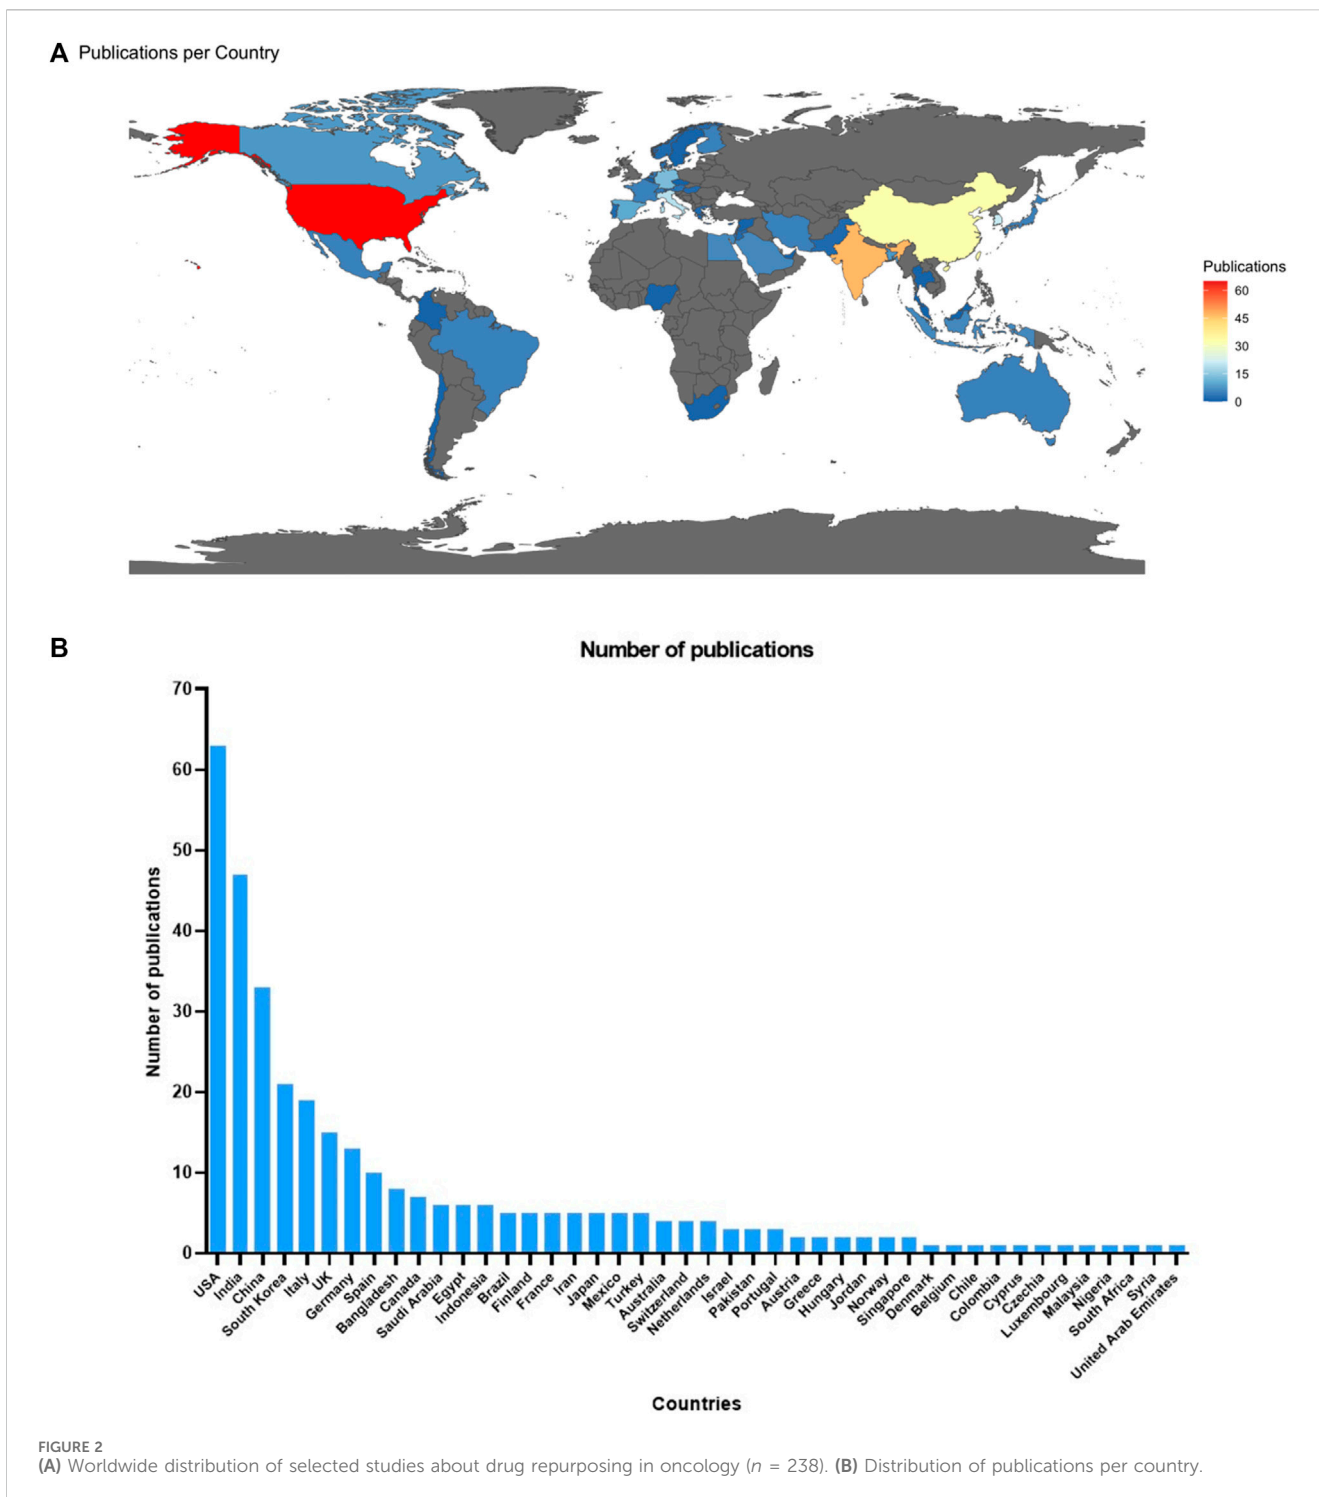 A Publications per Country
Publications
60
45
30
15
0
B
Number of publications
Number of publications
70
60
50
40
30
20
10
0
USA
India
China
South Korea
Italy
UK
Germany
Spain
Bangladesh
Canada
Saudi Arabia
Egypt
Indonesia
Brazil
Finland
France
Iran
Japan
Mexico
Turkey
Australia
Switzerland
Netherlands
Israel
Pakistan
Portugal
Austria
Greece
Hungary
Jordan
Norway
Singapore
Denmark
Belgium
Chile
Colombia
Cyprus
Czechia
Luxembourg
Malaysia
Nigeria
South Africa
Syria
United Arab Emirates
Countries
FIGURE 2
(A) Worldwide distribution of selected studies about drug repurposing in oncology (n = 238). (B) Distribution of publications per country.